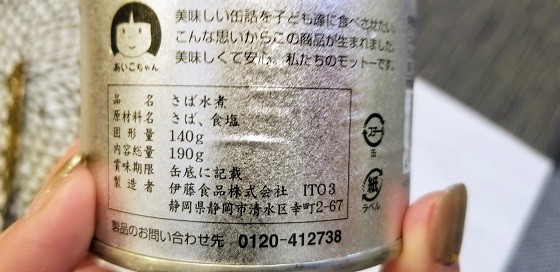 美味しい缶詰を子ども達に食べさせたい。
こんな思いからこの商品が生まれました。
美味しくて安心。私たちのモットーです。
あいこちゃん
品名 さば水煮
原材料名 さば、食塩
固形量 140g
内容総量 190g
賞味期限 缶底に記載
製造者 伊藤食品株式会社 ITO3
静岡県静岡市清水区幸町2-67
製品のお問い合わせ先 0120-412738
スチール
缶
紙
ラベル